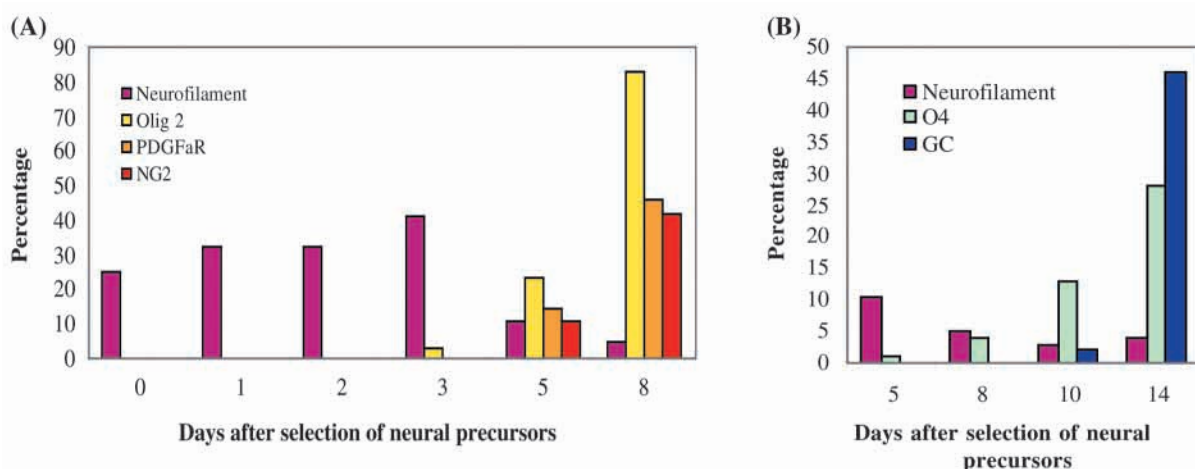 (A)
90
80
70
60
50
40
30
20
10
0
Percentage
Neurofilament
Olig 2
PDGFaR
NG2
0 1 2 3 5 8
Days after selection of neural precursors
(B)
50
45
40
35
30
25
20
15
10
5
0
Percentage
Neurofilament
O4
GC
5 8 10 14
Days after selection of neural
precursors